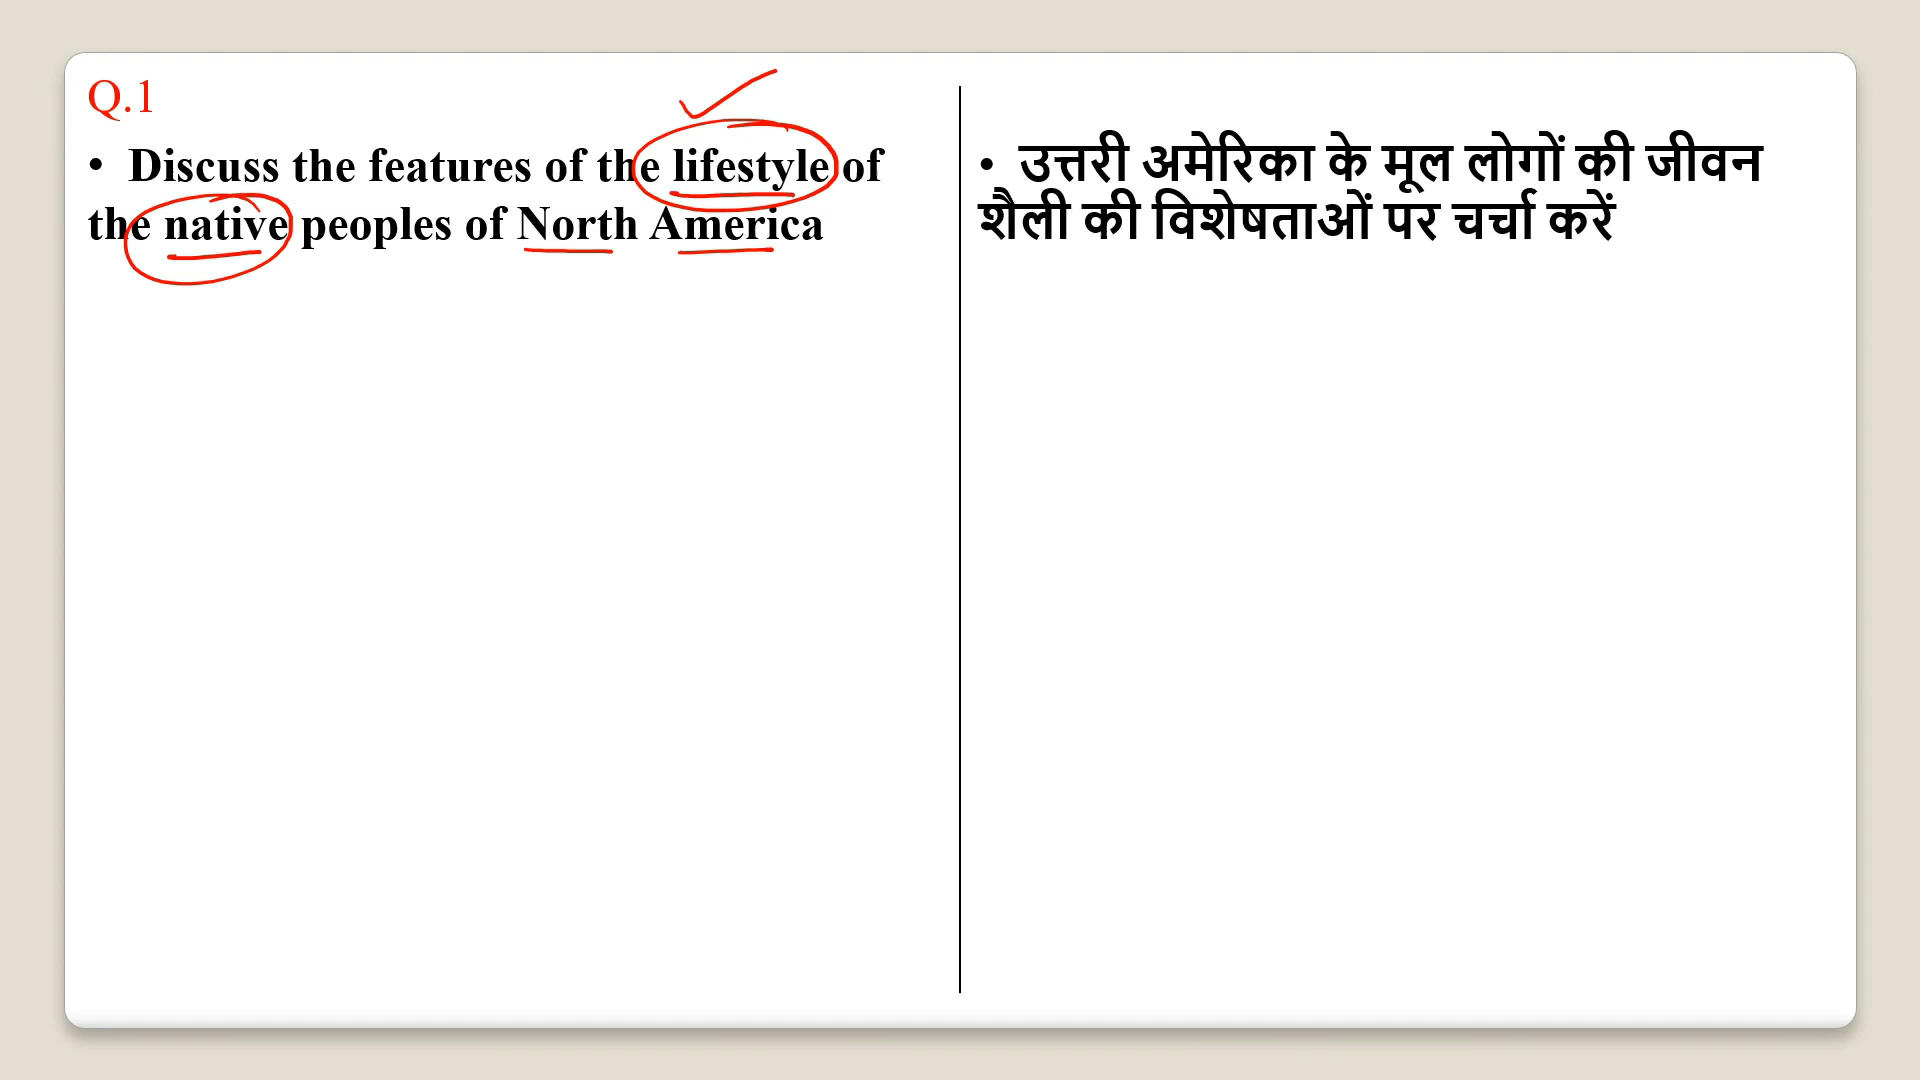 Q.1
• Discuss the features of the lifestyle of
the native peoples of North America
• उत्तरी अमेरिका के मूल लोगों की जीवन
शैली की विशेषताओं पर चर्चा करें